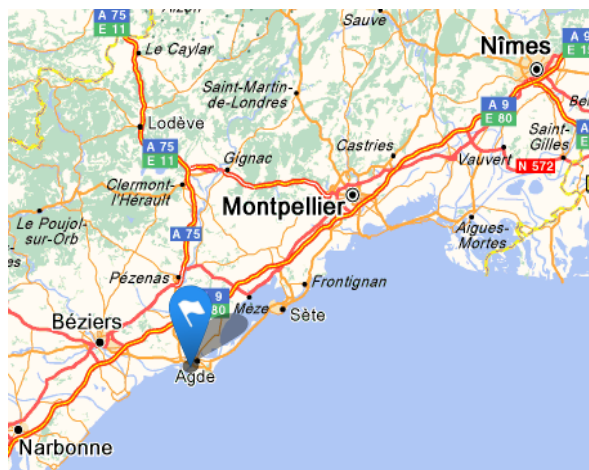 A 75
E 11
Le Caylar
Sauve
Nîmes
A 9
E 15
Saint-Martin-
de-Londres
A 9
E 80
Lodève
A 75
E 11
Gignac
Castries
Saint-
Gilles
Vauvert
N 572
Clermont-
l'Hérault
Montpellier
Le Poujol-
sur-Orb
A 75
Aigues-
Mortes
Pézenas
Frontignan
9
80
Mèze
Sète
Béziers
Agde
Narbonne